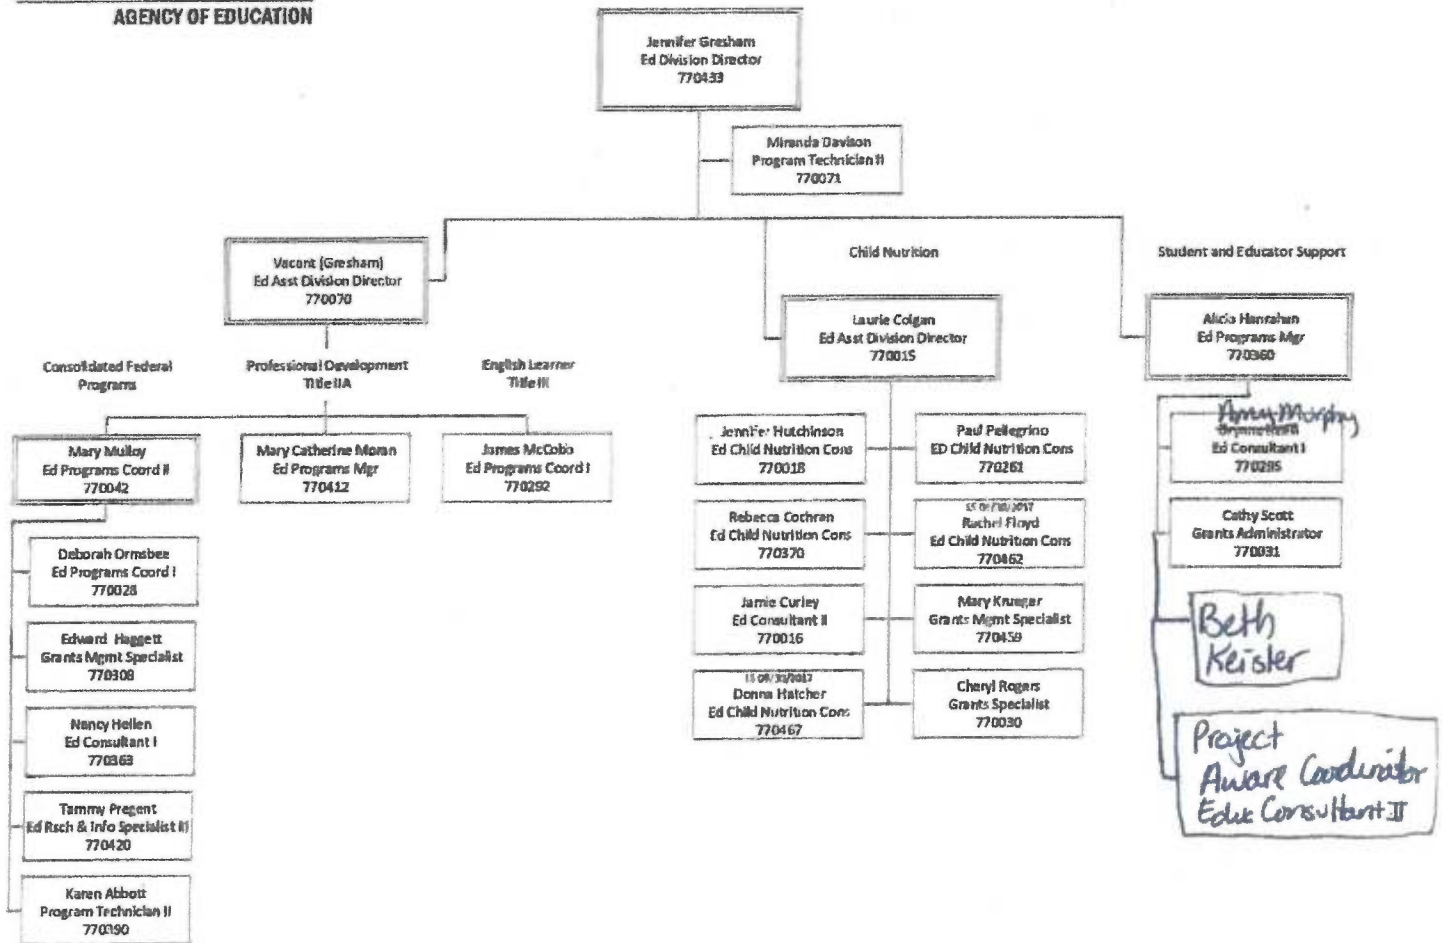 AGENCY OF EDUCATION
Jennifer Gresham
Ed Division Director
770433
Miranda Davison
Program Technician II
770071
Vacant (Gresham)
Ed Asst Division Director
770070
Child Nutrition
Laurie Colgan
Ed Asst Division Director
770015
Student and Educator Support
Alicia Hanrahan
Ed Programs Mgr
770360
Consolidated Federal
Programs
Professional Development
Title IIA
English Learner
Title III
Mary Mulloy
Ed Programs Coord II
770042
Mary Catherine Moran
Ed Programs Mgr
770412
James McCobb
Ed Programs Coord I
770292
Deborah Ormsbee
Ed Programs Coord I
770028
Edward Haggett
Grants Mgmt Specialist
770308
Nancy Hellen
Ed Consultant I
770363
Tammy Pregent
Ed Rsch & Info Specialist III
770420
Karen Abbott
Program Technician II
770390
Jennifer Hutchinson
Ed Child Nutrition Cons
770018
Paul Pellegrino
ED Child Nutrition Cons
770261
Rebecca Cochran
Ed Child Nutrition Cons
770370
Rachel Floyd
Ed Child Nutrition Cons
770462
Jamie Curley
Ed Consultant II
770016
Mary Krueger
Grants Mgmt Specialist
770459
Donna Hatcher
Ed Child Nutrition Cons
770467
Cheryl Rogers
Grants Specialist
770030
Amy Murphy
Ed Consultant I
770295
Cathy Scott
Grants Administrator
770031
Beth
Keister
Project
Aware Coordinator
Educ Consultant II